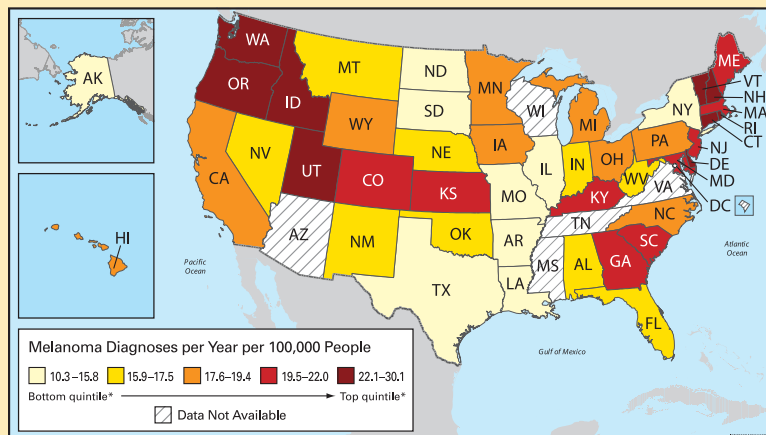 AK
HI
WA
OR
ID
MT
ND
SD
MN
WI
MI
WY
NE
IA
NV
UT
CO
KS
CA
AZ
NM
OK
TX
MO
AR
LA
IL
IN
OH
KY
WV
VA
TN
NC
SC
MS
AL
GA
FL
PA
NY
ME
VT
NH
MA
RI
CT
NJ
DE
MD
DC
Pacific
Ocean
Atlantic
Ocean
Gulf of Mexico
Melanoma Diagnoses per Year per 100,000 People
10.3–15.8 15.9–17.5 17.6–19.4 19.5–22.0 22.1–30.1
Bottom quintile* Top quintile*
Data Not Available